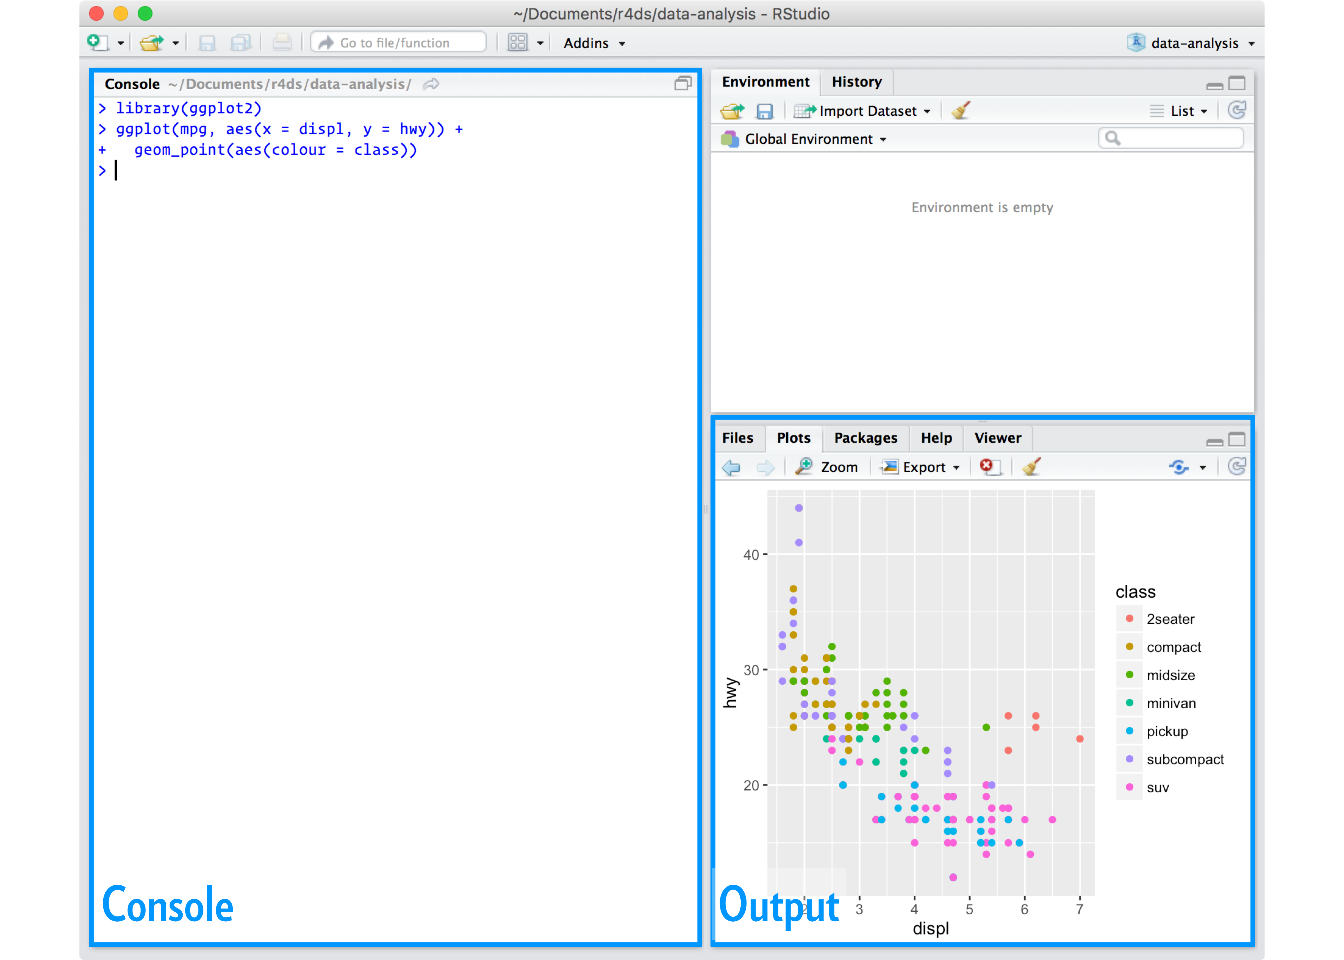 ~/Documents/r4ds/data-analysis - RStudio
Go to file/function
Addins
data-analysis
Console ~/Documents/r4ds/data-analysis/
> library(ggplot2)
> ggplot(mpg, aes(x = displ, y = hwy)) +
+   geom_point(aes(colour = class))
>
Console
Environment History
Import Dataset
List
Global Environment
Environment is empty
Files Plots Packages Help Viewer
Zoom Export
40
30
20
hwy
2 3 4 5 6 7
displ
class
2seater
compact
midsize
minivan
pickup
subcompact
suv
Output